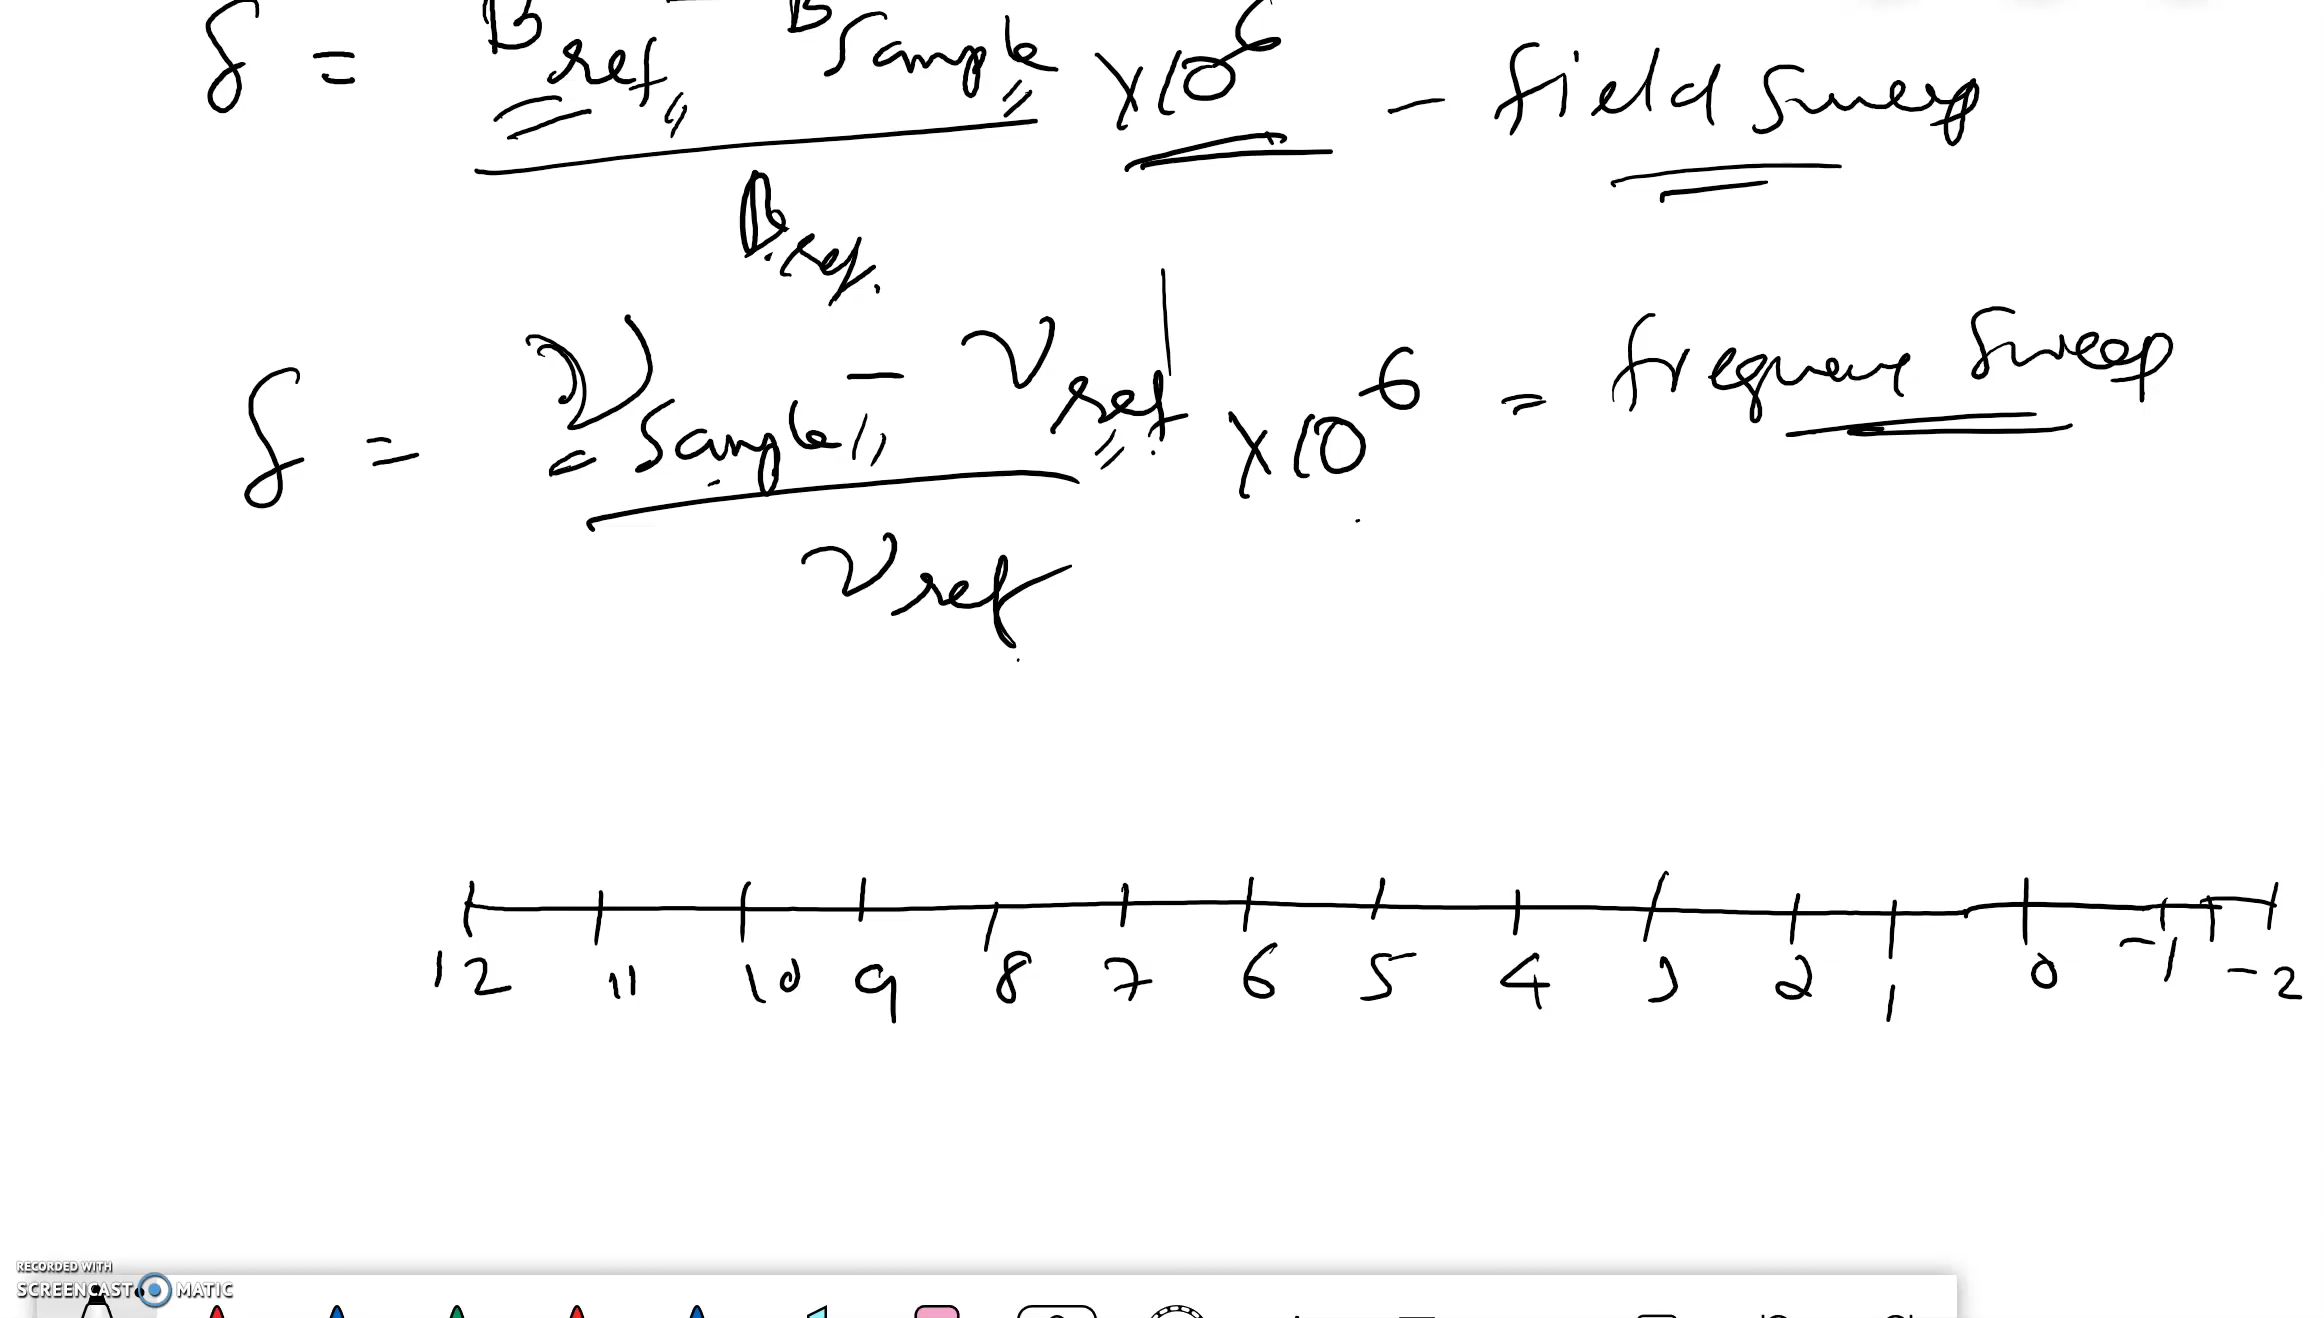 δ = B ref - B Sample ×10^6 - field Sweep
B ref.
δ = ν Sample - ν ref ×10^6 = frequency Sweep
ν ref
12 11 10 9 8 7 6 5 4 3 2 1 0 -1 -2
RECORDED WITH
SCREENCAST MATIC